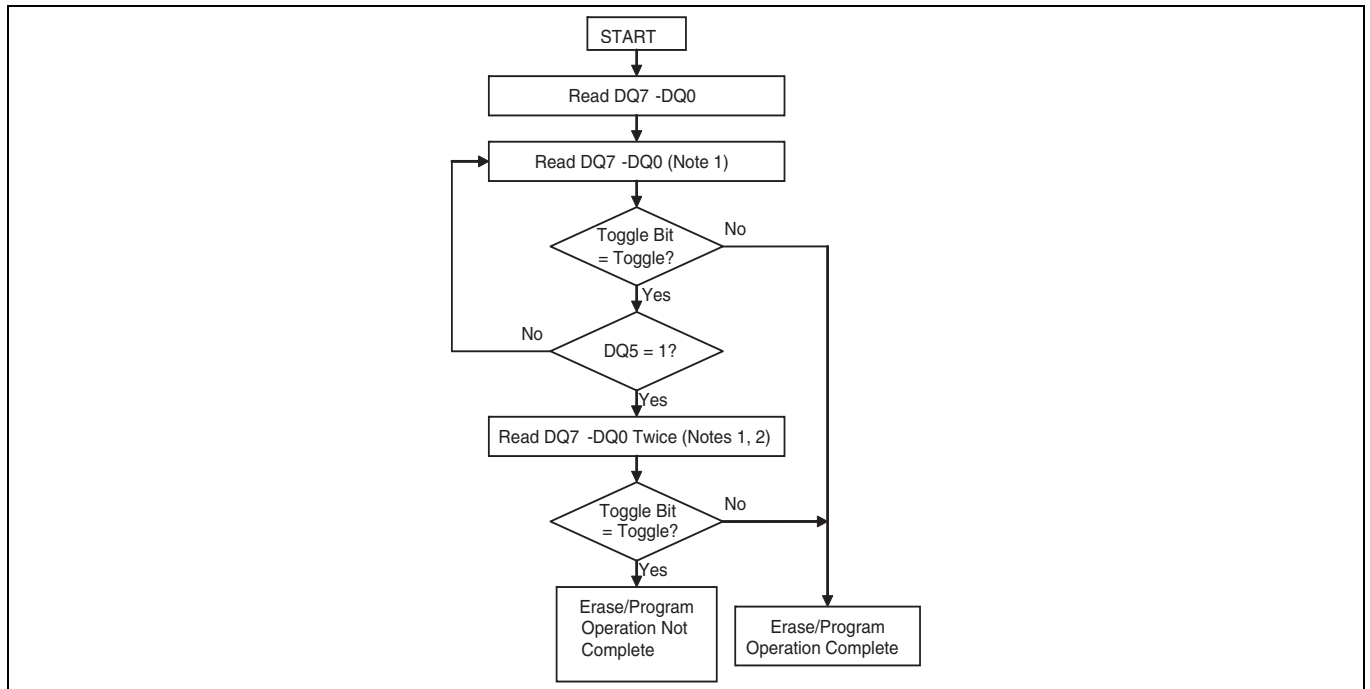 START
Read DQ7 -DQ0
Read DQ7 -DQ0 (Note 1)
Toggle Bit
= Toggle?
No
Yes
No
DQ5 = 1?
Yes
Read DQ7 -DQ0 Twice (Notes 1, 2)
Toggle Bit
= Toggle?
No
Yes
Erase/Program
Operation Not
Complete
Erase/Program
Operation Complete